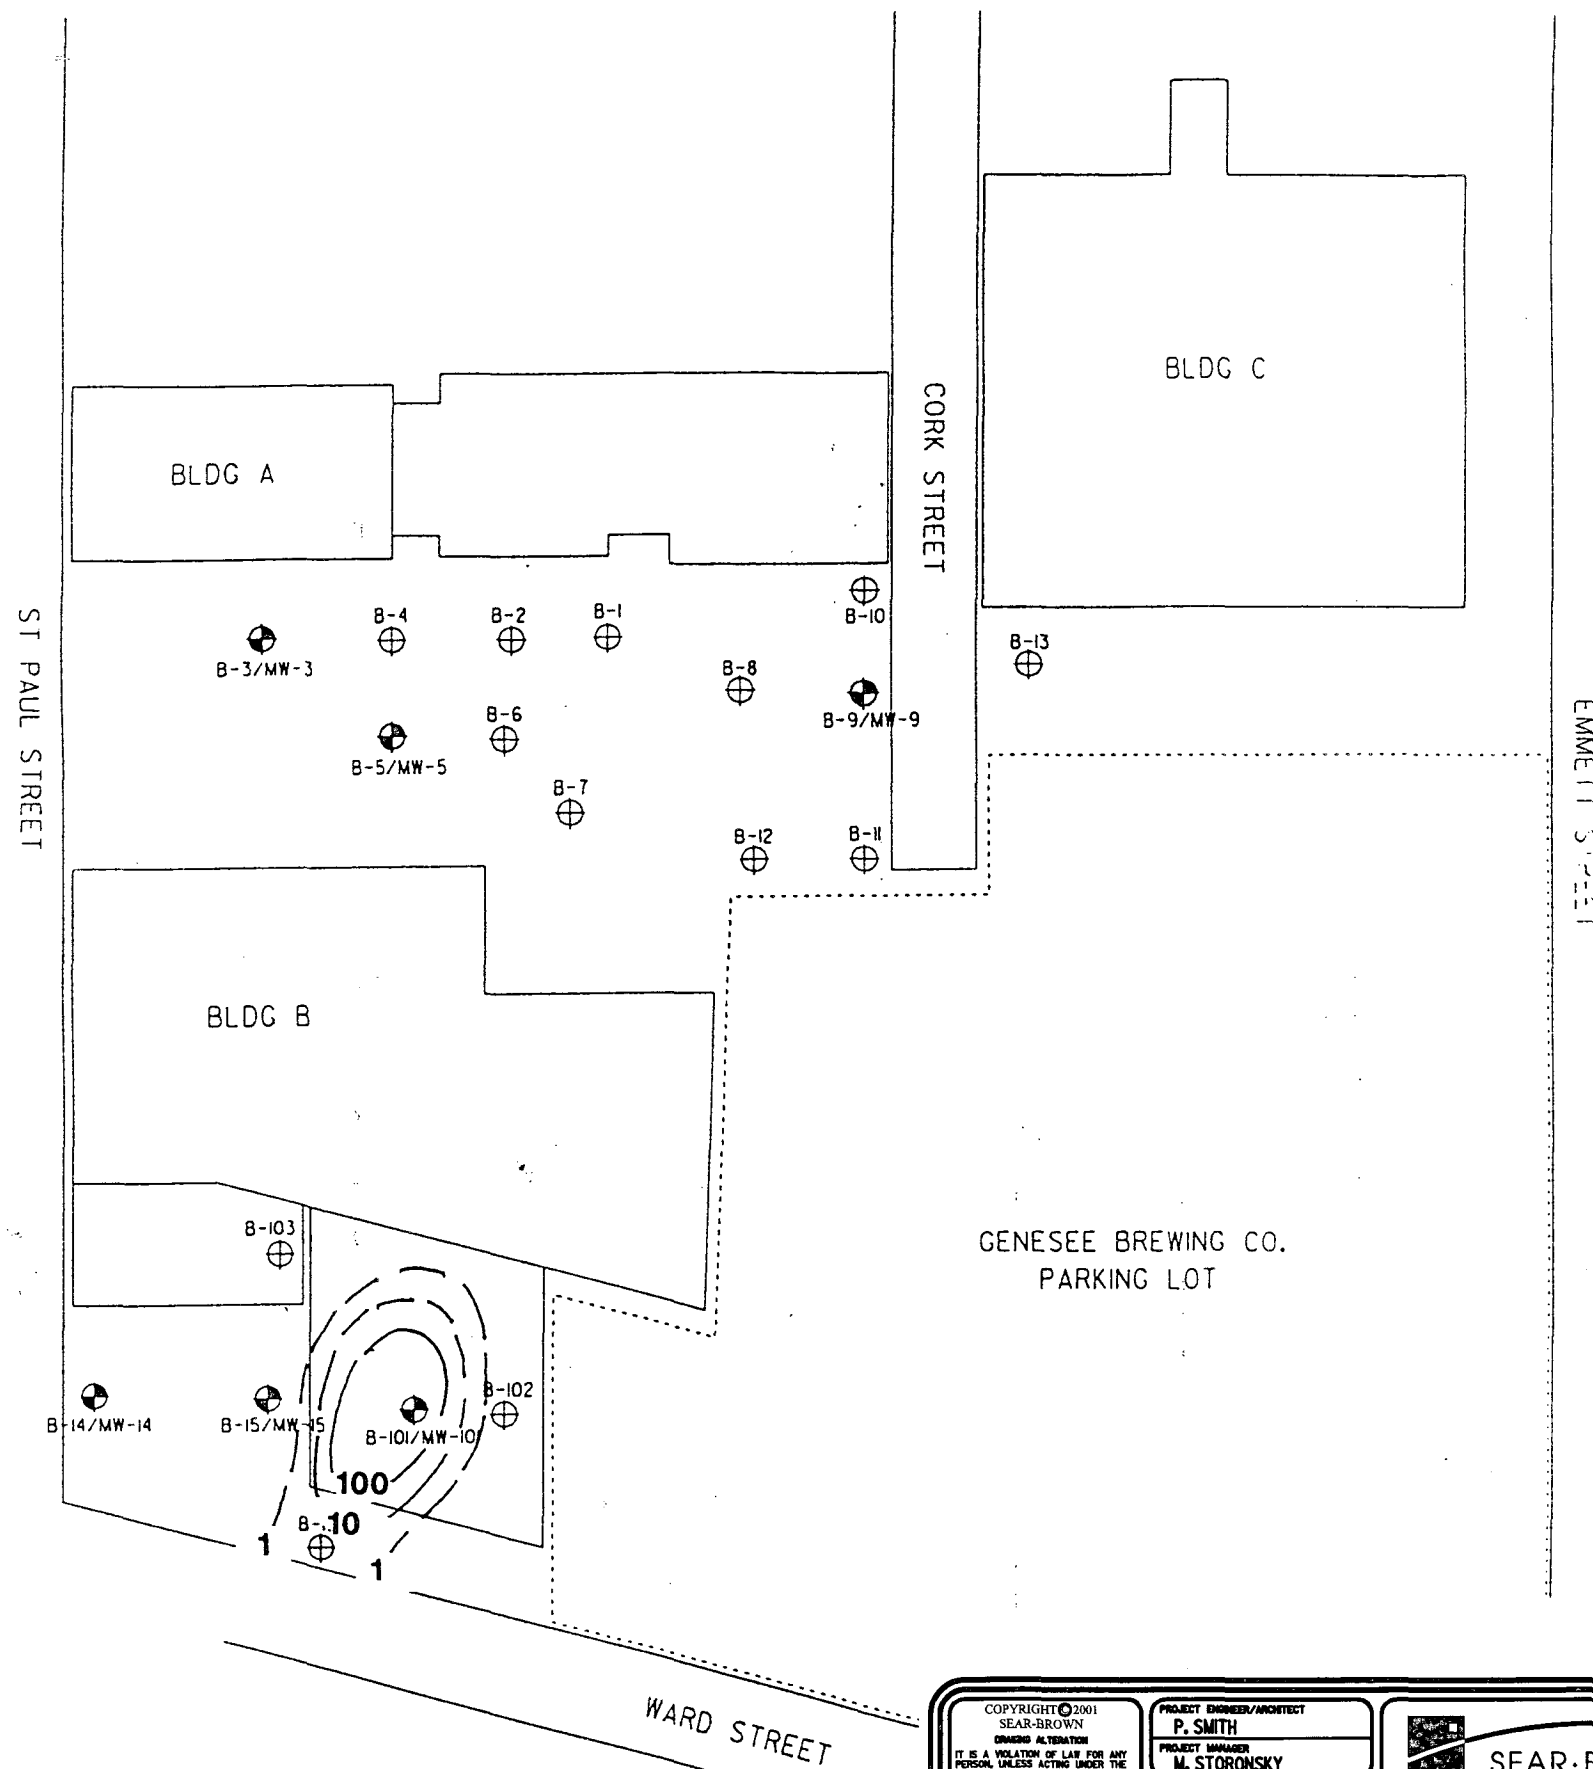 BLDG C
CORK STREET
BLDG A
ST PAUL STREET
B-4
B-2
B-1
B-10
B-3/MW-3
B-13
B-8
B-6
B-9/MW-9
B-5/MW-5
B-7
B-12
B-11
BLDG B
B-103
GENESEE BREWING CO.
PARKING LOT
B-102
B-14/MW-14
B-15/MW-15
B-101/MW-101
100
10
1
1
WARD STREET
COPYRIGHT © 2001
SEAR-BROWN
DRAWING ALTERATION
IT IS A VIOLATION OF LAW FOR ANY
PERSON, UNLESS ACTING UNDER THE
PROJECT ENGINEER/ARCHITECT
P. SMITH
PROJECT MANAGER
M. STORONSKY